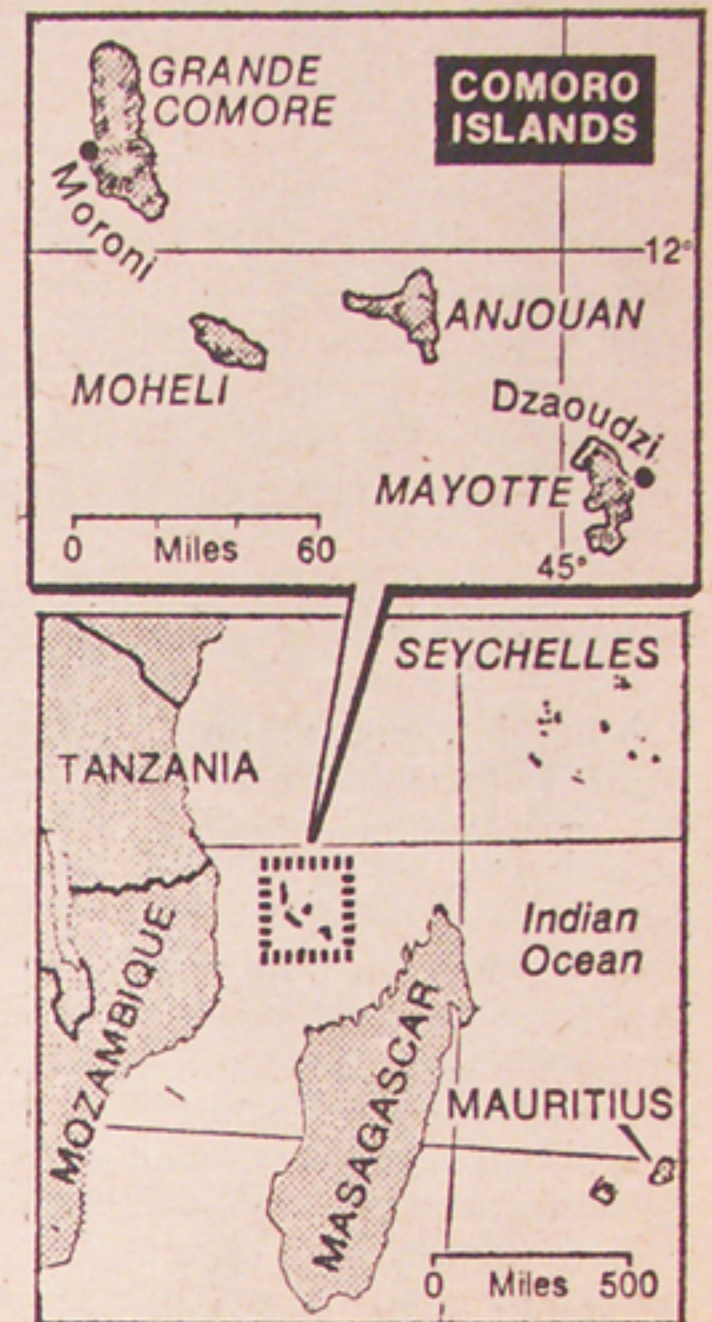 GRANDE
COMORE
COMORO
ISLANDS
Moroni
12°
ANJOUAN
MOHELI
Dzaoudzi
MAYOTTE
0 Miles 60
45°
SEYCHELLES
TANZANIA
Indian
Ocean
MOZAMBIQUE
MASAGASCAR
MAURITIUS
0 Miles 500